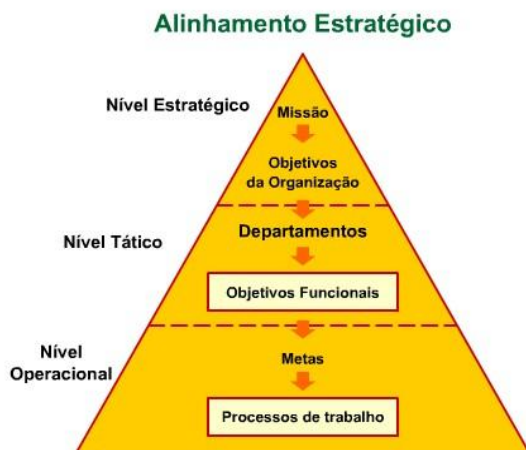 Alinhamento Estratégico
Nível Estratégico
Missão
Objetivos
da Organização
Nível Tático
Departamentos
Objetivos Funcionais
Nível
Operacional
Metas
Processos de trabalho